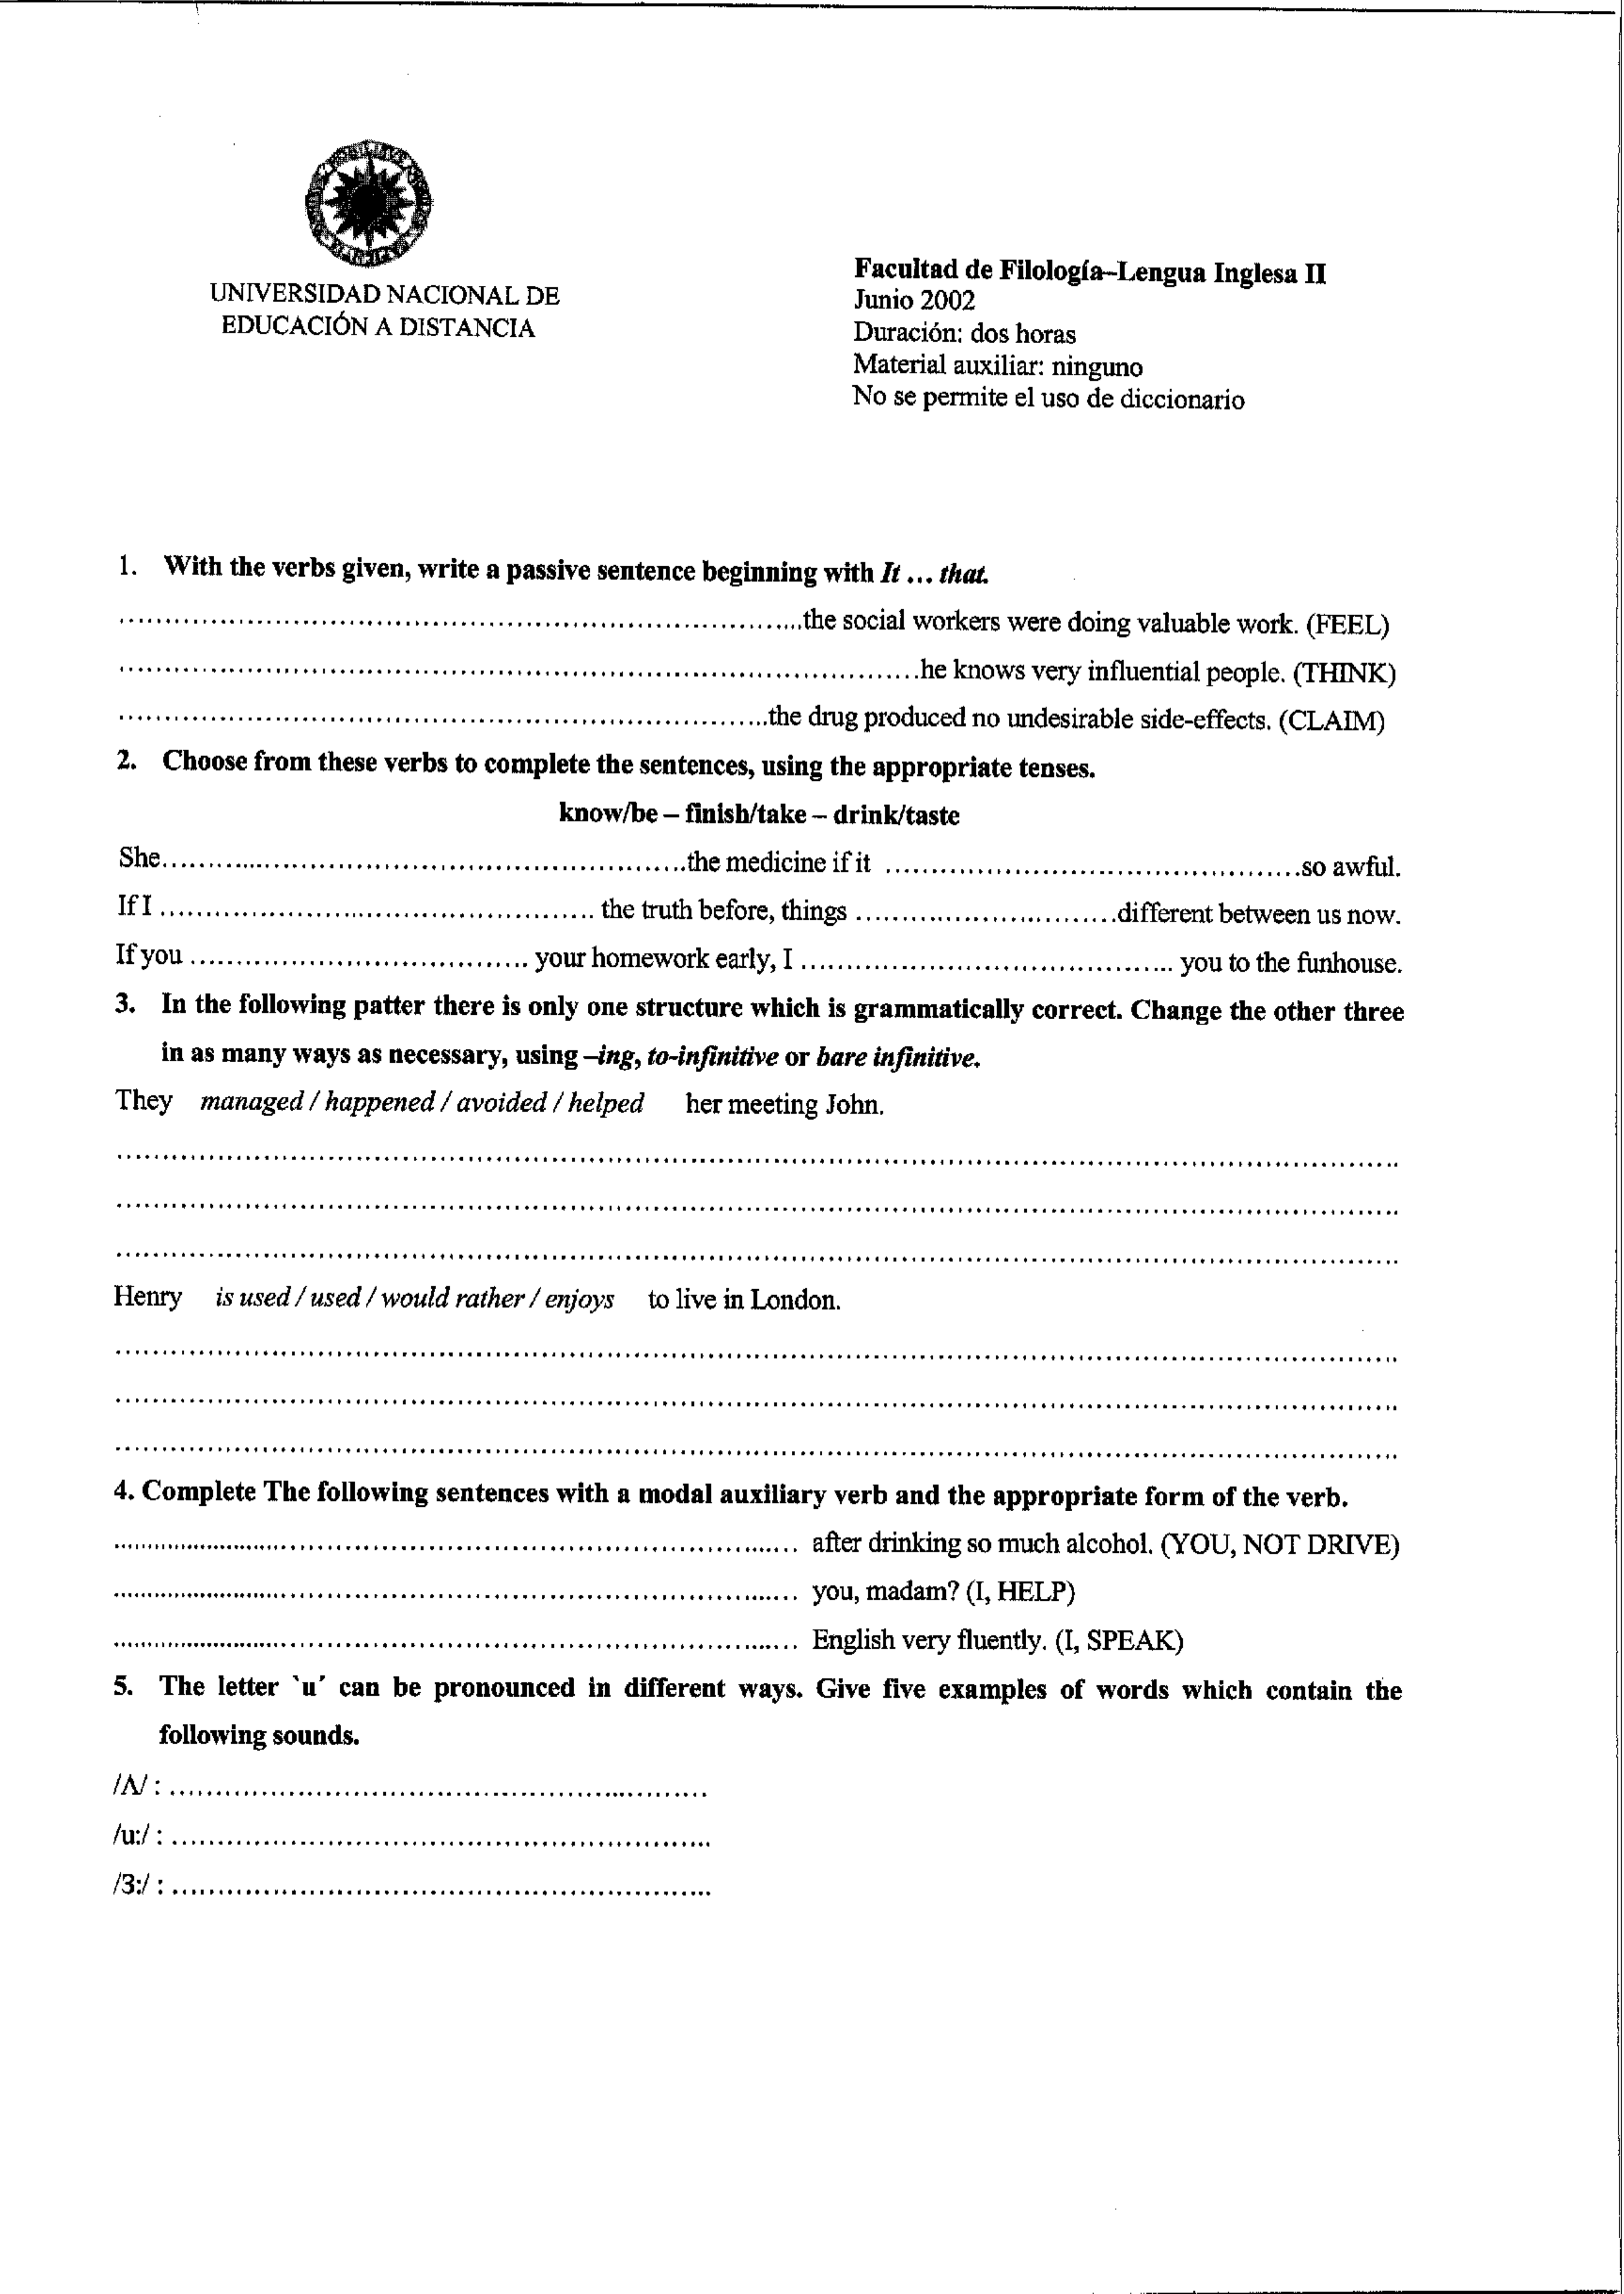 UNIVERSIDAD NACIONAL DE
EDUCACIÓN A DISTANCIA
Facultad de Filología–Lengua Inglesa II
Junio 2002
Duración: dos horas
Material auxiliar: ninguno
No se permite el uso de diccionario
1. With the verbs given, write a passive sentence beginning with It ... that.
..........................................................................................the social workers were doing valuable work. (FEEL)
..........................................................................................he knows very influential people. (THINK)
..........................................................................................the drug produced no undesirable side-effects. (CLAIM)
2. Choose from these verbs to complete the sentences, using the appropriate tenses.
know/be – finish/take – drink/taste
She..........................................................the medicine if it ..............................................so awful.
If I ................................................ the truth before, things .............................different between us now.
If you ..................................... your homework early, I ......................................... you to the funhouse.
3. In the following patter there is only one structure which is grammatically correct. Change the other three
in as many ways as necessary, using –ing, to-infinitive or bare infinitive.
They managed / happened / avoided / helped her meeting John.
..........................................................................................
..........................................................................................
..........................................................................................
Henry is used / used / would rather / enjoys to live in London.
..........................................................................................
..........................................................................................
..........................................................................................
4. Complete The following sentences with a modal auxiliary verb and the appropriate form of the verb.
.......................................................................... after drinking so much alcohol. (YOU, NOT DRIVE)
.......................................................................... you, madam? (I, HELP)
.......................................................................... English very fluently. (I, SPEAK)
5. The letter `u´ can be pronounced in different ways. Give five examples of words which contain the
following sounds.
/Λ/ : ............................................................
/u:/ : ............................................................
/3:/ : ............................................................